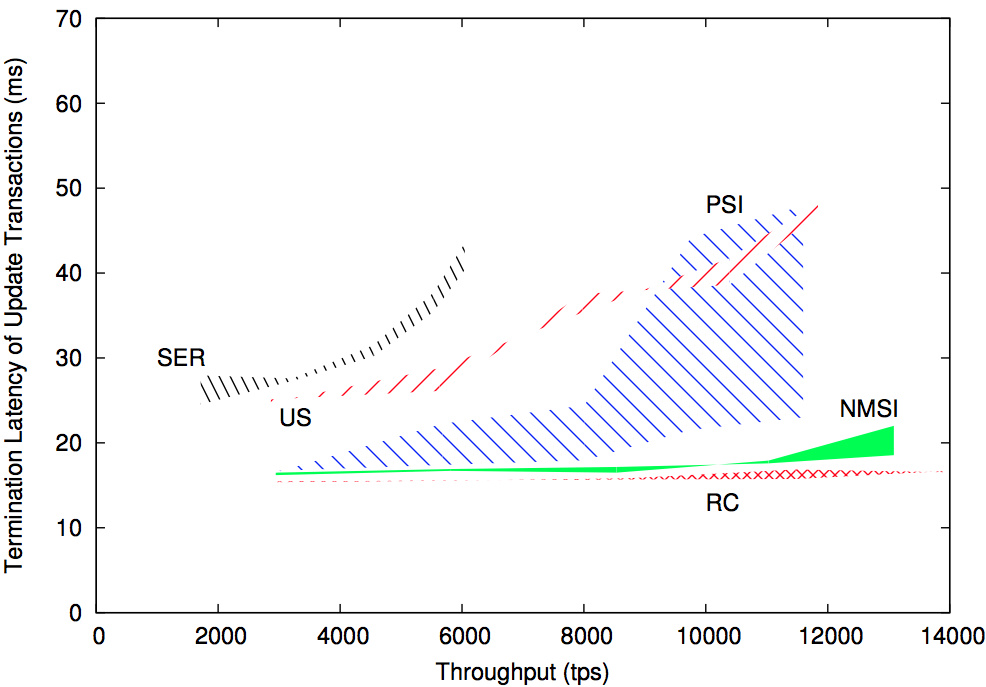 Termination Latency of Update Transactions (ms)
70
60
50
40
30
20
10
0
PSI
SER
US
NMSI
RC
0 2000 4000 6000 8000 10000 12000 14000
Throughput (tps)